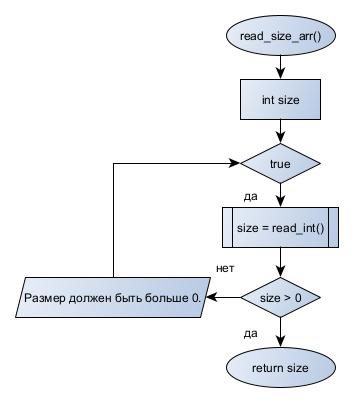 read_size_arr()
int size
true
да
size = read_int()
нет
size > 0
Размер должен быть больше 0.
да
return size